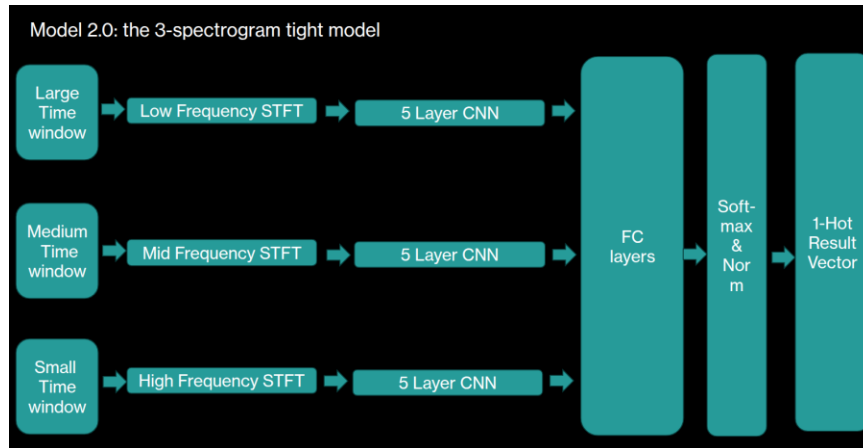 Model 2.0: the 3-spectrogram tight model
Large
Time
window
Low Frequency STFT
5 Layer CNN
Medium
Time
window
Mid Frequency STFT
5 Layer CNN
Small
Time
window
High Frequency STFT
5 Layer CNN
FC
layers
Soft-
max
&
Nor
m
1-Hot
Result
Vector